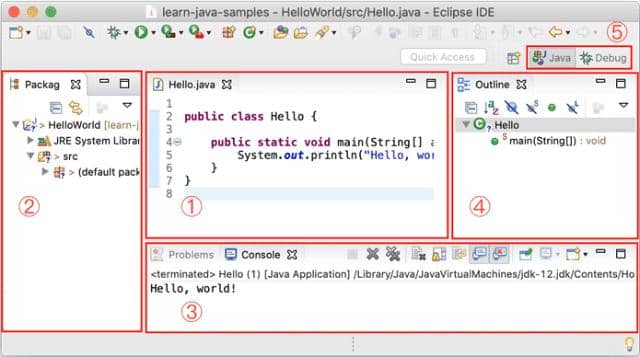 learn-java-samples - HelloWorld/src/Hello.java - Eclipse IDE
⑤
Quick Access
Java
Debug
Packag
HelloWorld [learn-j
JRE System Librar
src
(default pack
②
Hello.java
1
2 public class Hello {
3
4 public static void main(String[] a
5 System.out.println("Hello, wor
6 }
7 }
8
①
Outline
Hello
main(String[]) : void
④
Problems
Console
<terminated> Hello (1) [Java Application] /Library/Java/JavaVirtualMachines/jdk-12.jdk/Contents/Ho
Hello, world!
③